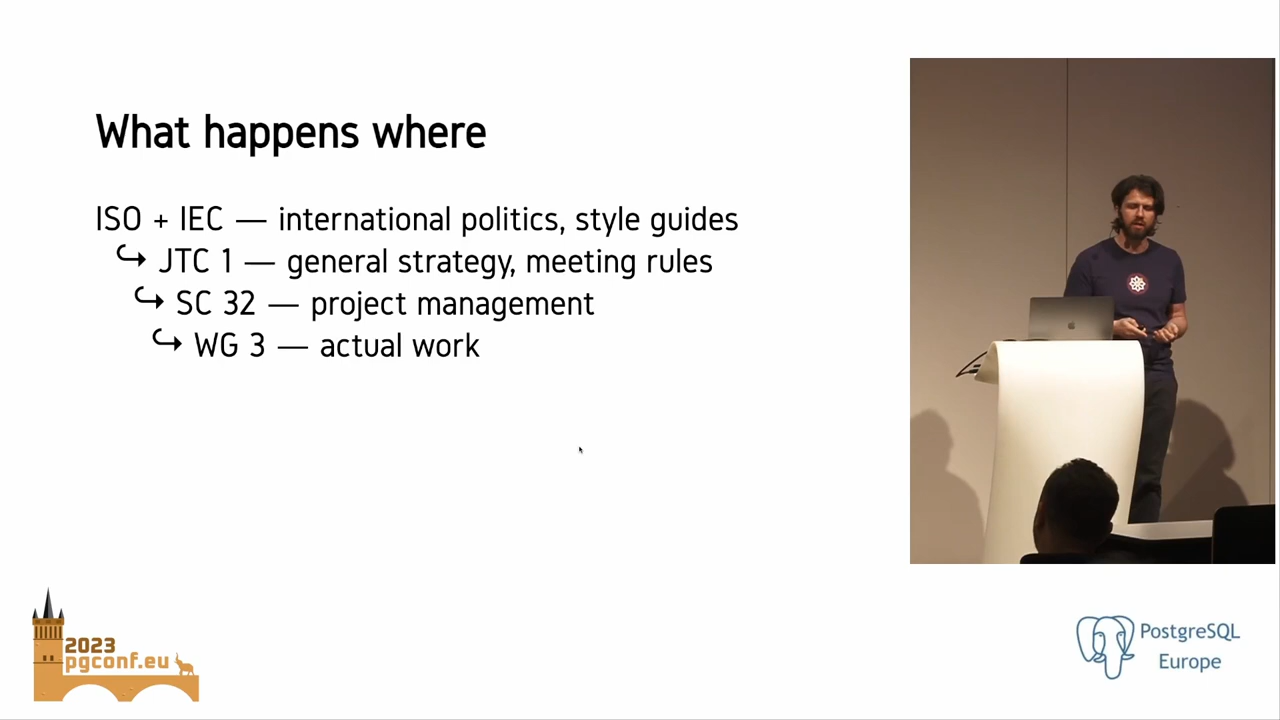 What happens where
ISO + IEC — international politics, style guides
↪ JTC 1 — general strategy, meeting rules
↪ SC 32 — project management
↪ WG 3 — actual work
2023
pgconf.eu
PostgreSQL
Europe